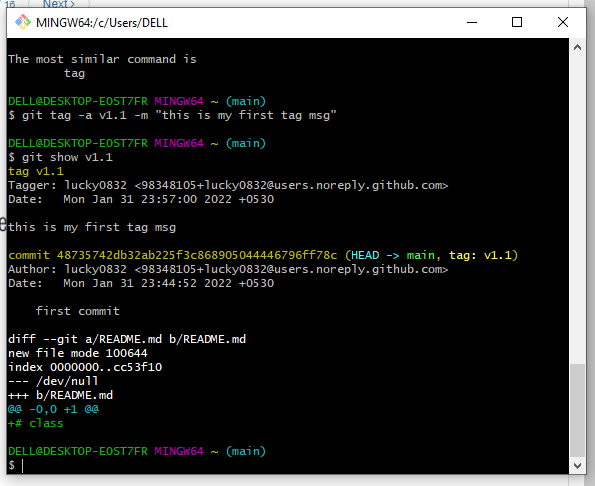 16 Next >
MINGW64:/c/Users/DELL
The most similar command is
        tag
DELL@DESKTOP-EOST7FR MINGW64 ~ (main)
$ git tag -a v1.1 -m "this is my first tag msg"
DELL@DESKTOP-EOST7FR MINGW64 ~ (main)
$ git show v1.1
tag v1.1
Tagger: lucky0832 <98348105+lucky0832@users.noreply.github.com>
Date:   Mon Jan 31 23:57:00 2022 +0530
this is my first tag msg
commit 48735742db32ab225f3c868905044446796ff78c (HEAD -> main, tag: v1.1)
Author: lucky0832 <98348105+lucky0832@users.noreply.github.com>
Date:   Mon Jan 31 23:44:52 2022 +0530
    first commit
diff --git a/README.md b/README.md
new file mode 100644
index 0000000..cc53f10
--- /dev/null
+++ b/README.md
@@ -0,0 +1 @@
+# class
DELL@DESKTOP-EOST7FR MINGW64 ~ (main)
$